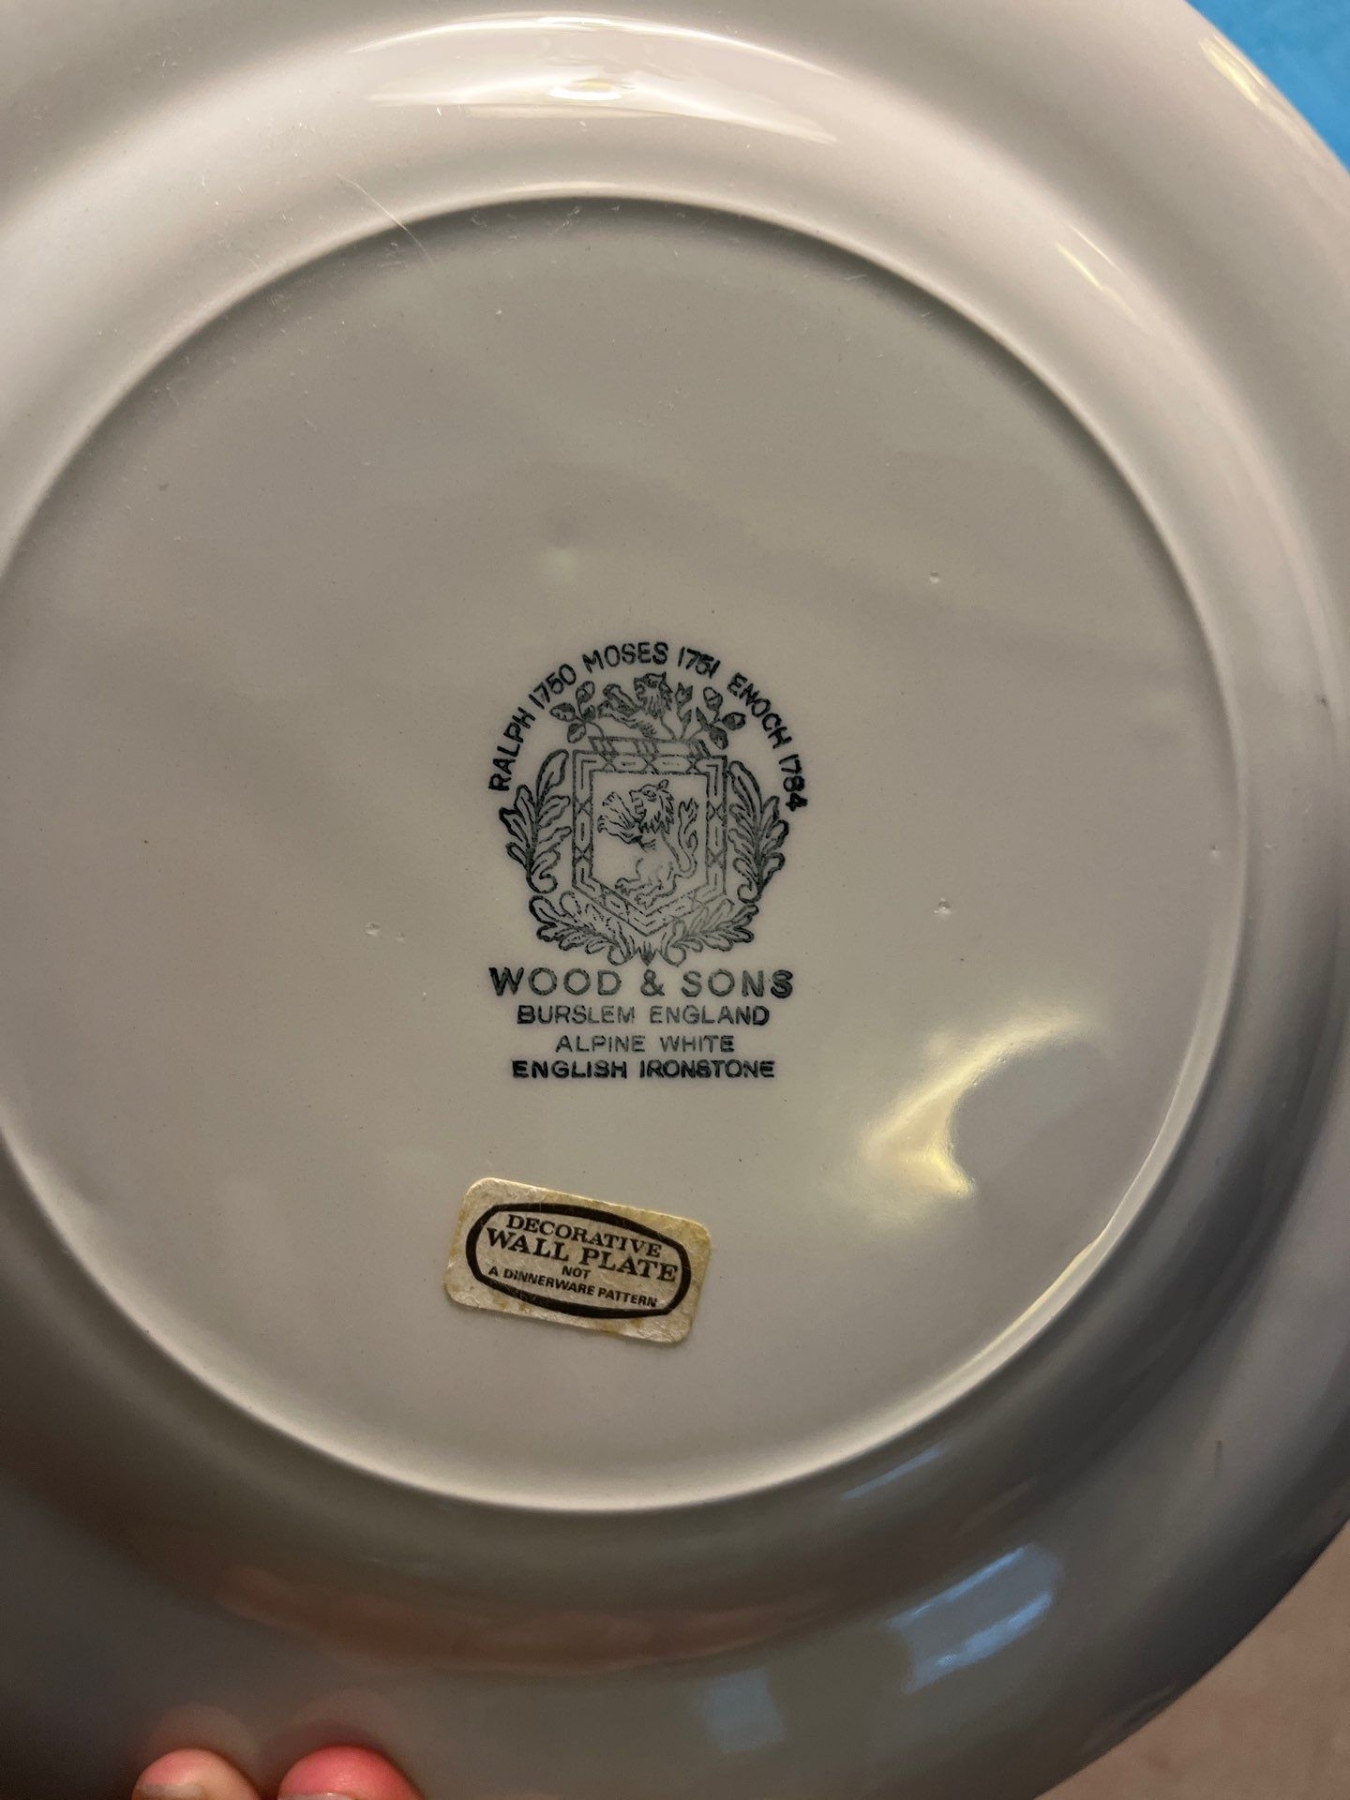 RALPH 1750 MOSES 1751 ENOCH 1784
WOOD & SONS
BURSLEM ENGLAND
ALPINE WHITE
ENGLISH IRONSTONE
DECORATIVE
WALL PLATE
NOT
A DINNERWARE PATTERN